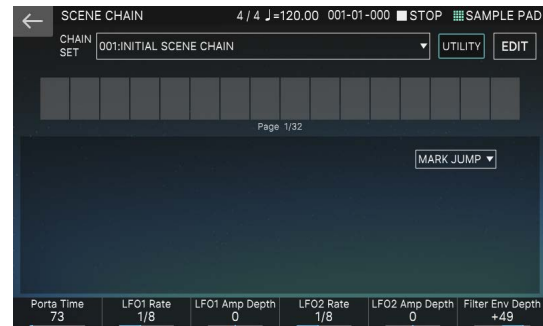 SCENE CHAIN 4 / 4 ♩=120.00 001-01-000 STOP SAMPLE PAD
CHAIN SET 001:INITIAL SCENE CHAIN UTILITY EDIT
Page 1/32
MARK JUMP
Porta Time LFO1 Rate LFO1 Amp Depth LFO2 Rate LFO2 Amp Depth Filter Env Depth
73 1/8 0 1/8 0 +49